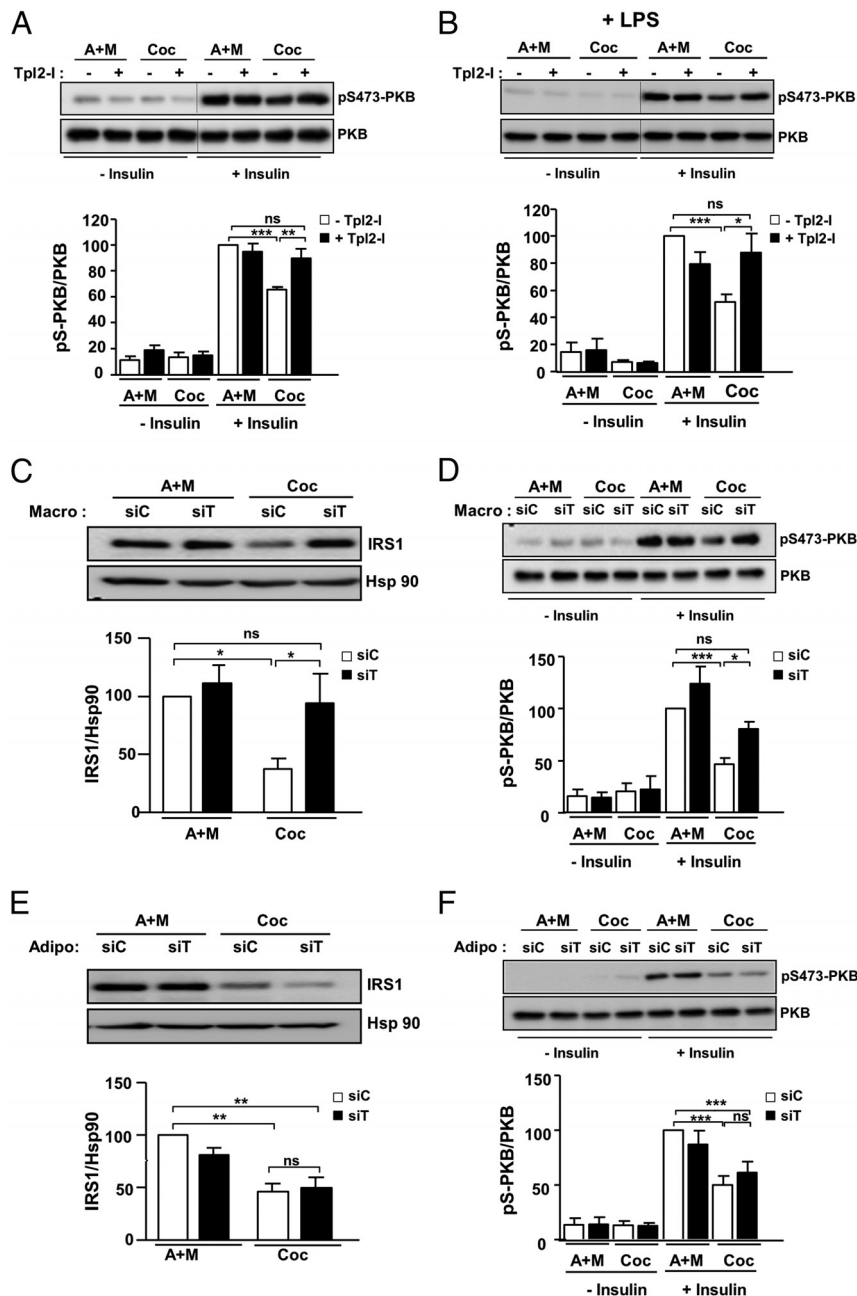 A
A+M Coc A+M Coc
Tpl2-I : - + - + - + - +
pS473-PKB
PKB
- Insulin + Insulin
120
100
80
60
40
20
0
pS-PKB/PKB
ns
*** **
- Tpl2-I
+ Tpl2-I
A+M Coc A+M Coc
- Insulin + Insulin
B
+ LPS
A+M Coc A+M Coc
Tpl2-I : - + - + - + - +
pS473-PKB
PKB
- Insulin + Insulin
120
100
80
60
40
20
0
pS-PKB/PKB
ns
*** *
- Tpl2-I
+ Tpl2-I
A+M Coc A+M Coc
- Insulin + Insulin
C
A+M Coc
Macro : siC siT siC siT
IRS1
Hsp 90
150
100
50
0
IRS1/Hsp90
ns
* *
siC
siT
A+M Coc
D
A+M Coc A+M Coc
Macro : siC siT siC siT siC siT siC siT
pS473-PKB
PKB
- Insulin + Insulin
150
100
50
0
pS-PKB/PKB
ns
*** *
siC
siT
A+M Coc A+M Coc
- Insulin + Insulin
E
A+M Coc
Adipo: siC siT siC siT
IRS1
Hsp 90
150
100
50
0
IRS1/Hsp90
**
**
ns
siC
siT
A+M Coc
F
A+M Coc A+M Coc
Adipo : siC siT siC siT siC siT siC siT
pS473-PKB
PKB
- Insulin + Insulin
150
100
50
0
pS-PKB/PKB
***
*** ns
siC
siT
A+M Coc A+M Coc
- Insulin + Insulin